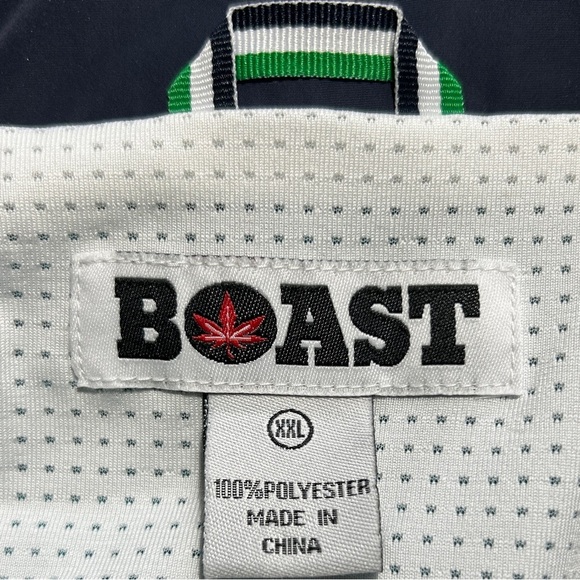 BOAST
XXL
100%POLYESTER
MADE IN
CHINA